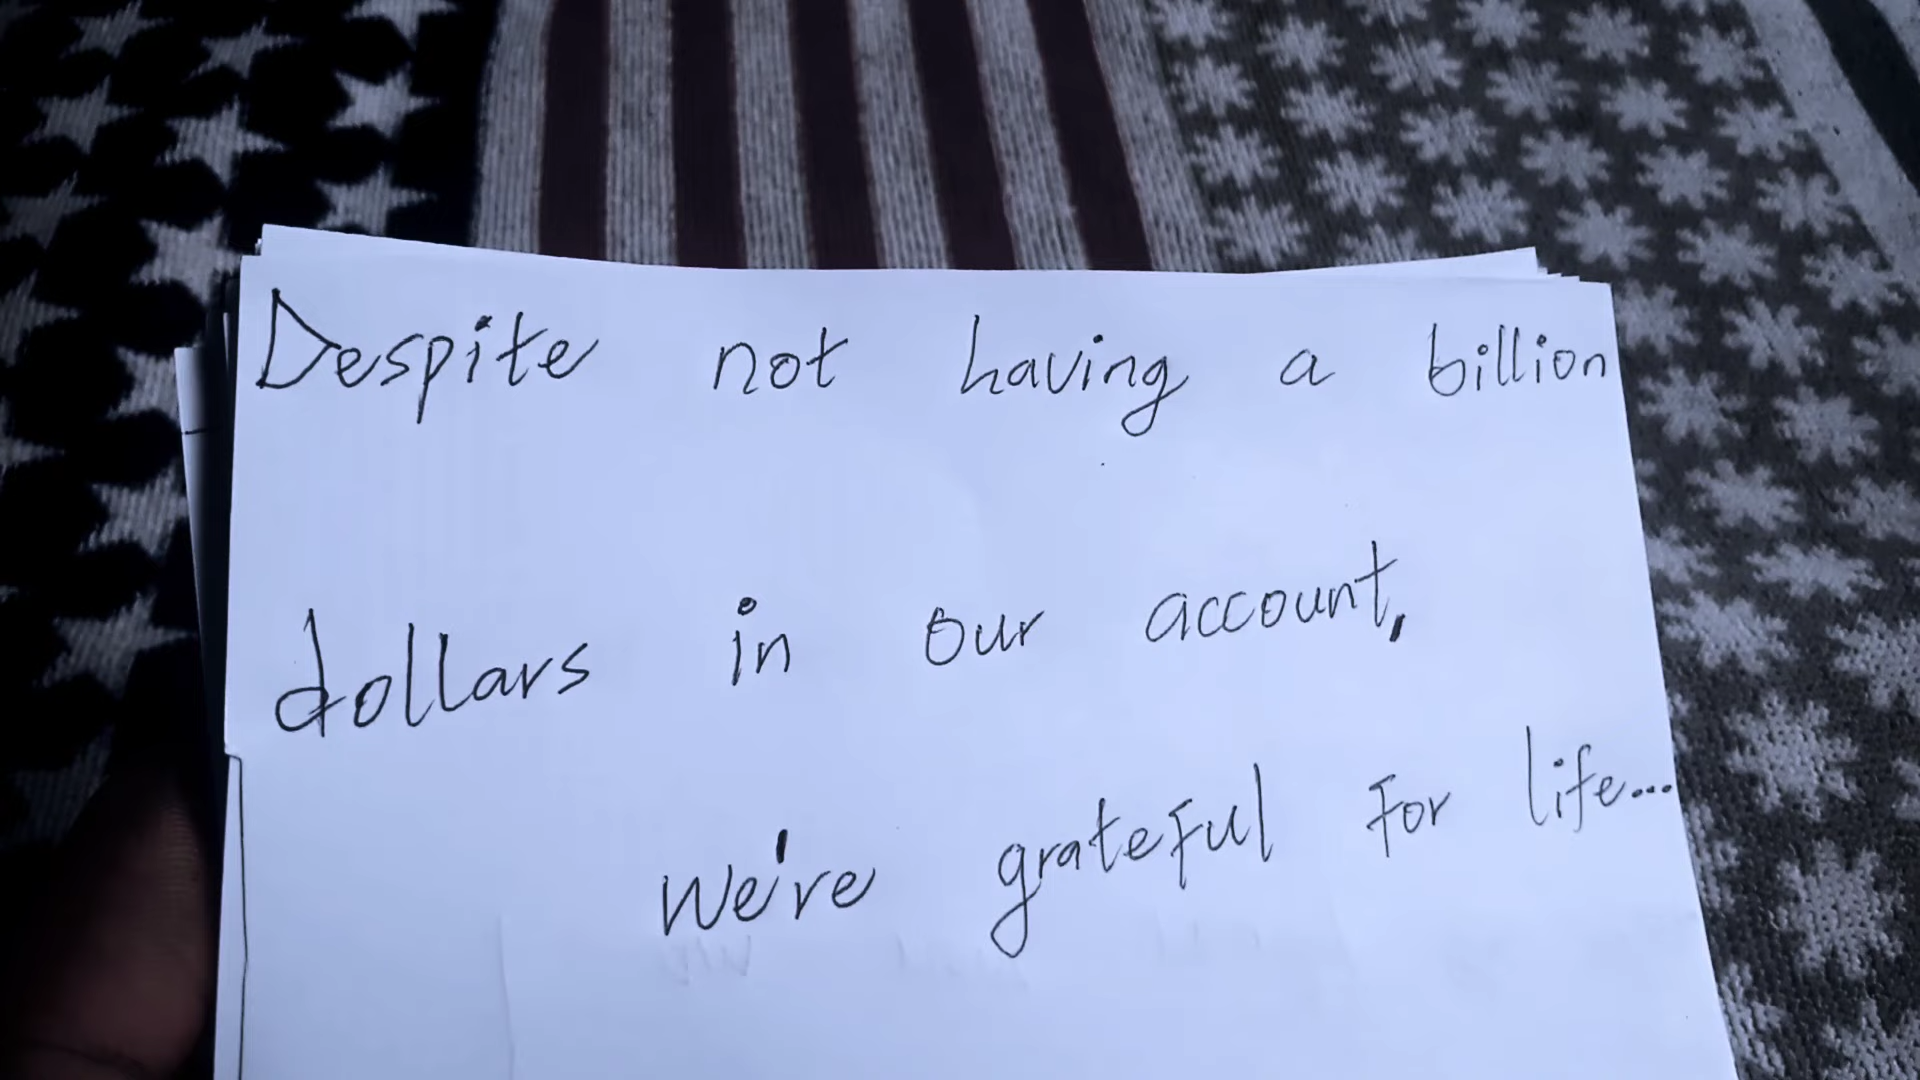 Despite not having a billion
dollars in our account,
We're grateful for life...